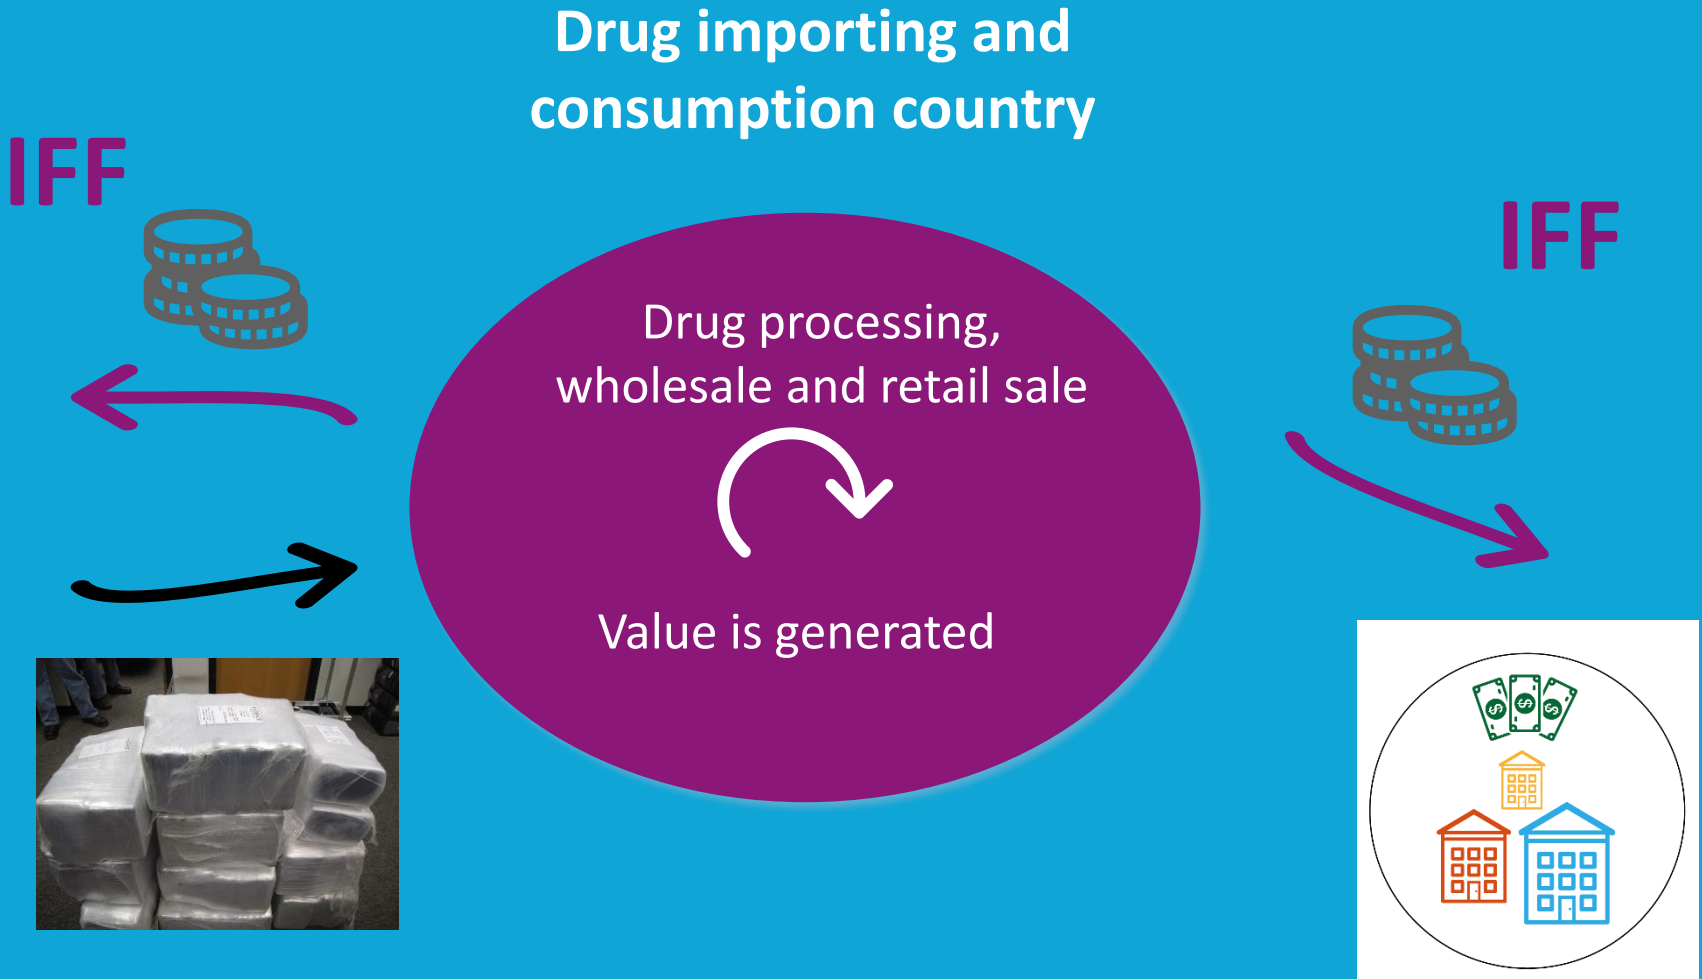 Drug importing and
consumption country
IFF
IFF
Drug processing,
wholesale and retail sale
Value is generated